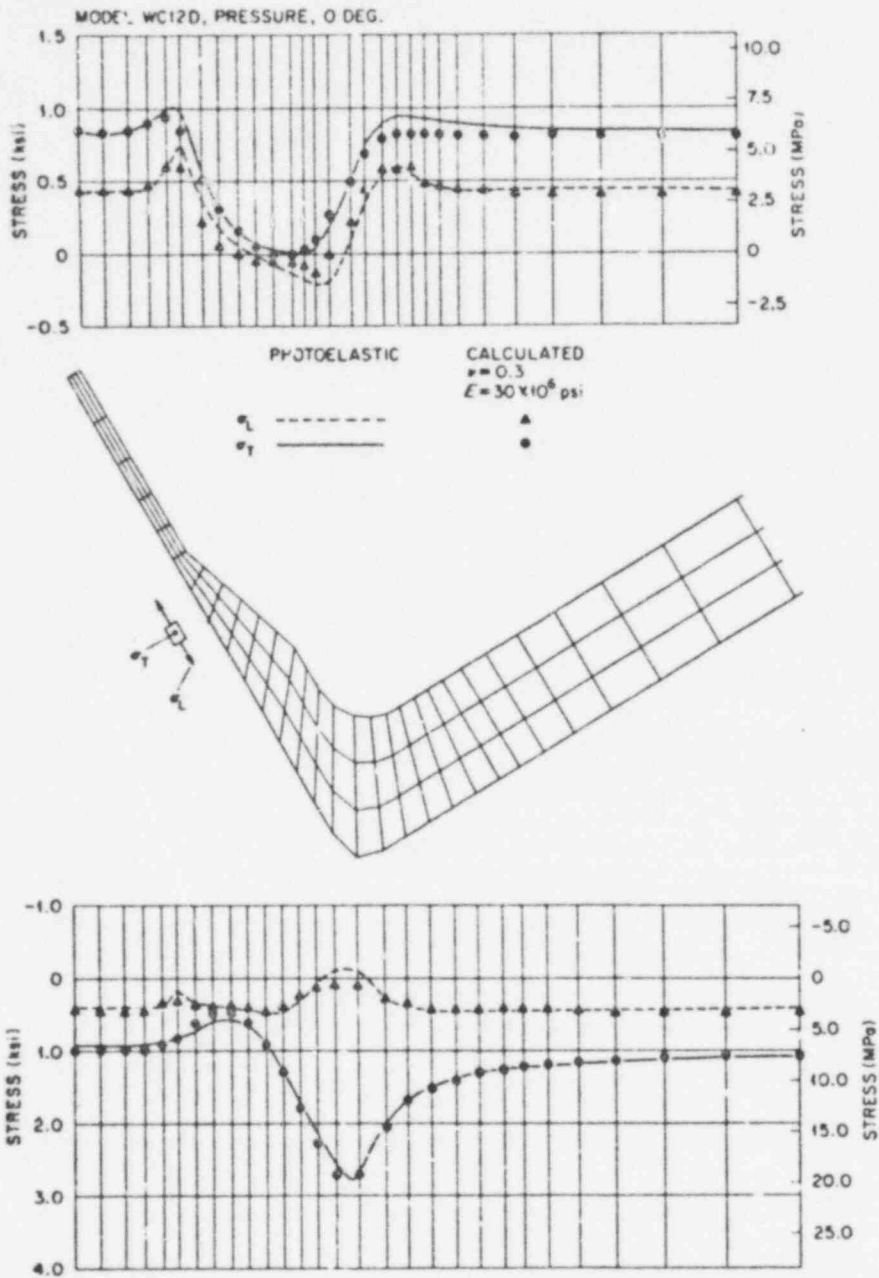 MODEL WC12D, PRESSURE, 0 DEG.
1.5
1.0
0.5
0
-0.5
STRESS (ksi)
10.0
7.5
5.0
2.5
0
-2.5
STRESS (MPa)
PHOTOELASTIC
CALCULATED
ν = 0.3
E = 30 × 10⁶ psi
σL
σT
σT
σL
-1.0
0
1.0
2.0
3.0
4.0
STRESS (ksi)
-5.0
0
5.0
10.0
15.0
20.0
25.0
STRESS (MPa)